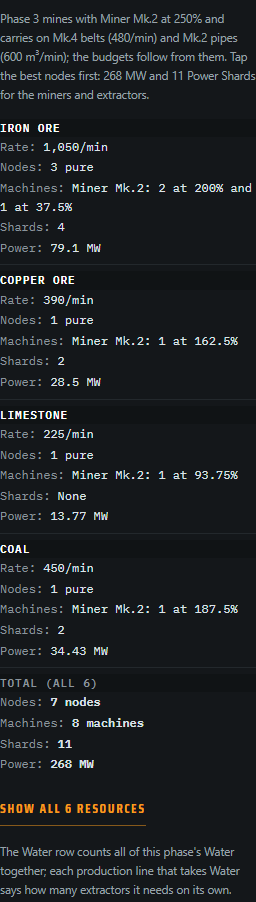 Phase 3 mines with Miner Mk.2 at 250% and
carries on Mk.4 belts (480/min) and Mk.2 pipes
(600 m³/min); the budgets follow from them. Tap
the best nodes first: 268 MW and 11 Power Shards
for the miners and extractors.
IRON ORE
Rate: 1,050/min
Nodes: 3 pure
Machines: Miner Mk.2: 2 at 200% and
1 at 37.5%
Shards: 4
Power: 79.1 MW
COPPER ORE
Rate: 390/min
Nodes: 1 pure
Machines: Miner Mk.2: 1 at 162.5%
Shards: 2
Power: 28.5 MW
LIMESTONE
Rate: 225/min
Nodes: 1 pure
Machines: Miner Mk.2: 1 at 93.75%
Shards: None
Power: 13.77 MW
COAL
Rate: 450/min
Nodes: 1 pure
Machines: Miner Mk.2: 1 at 187.5%
Shards: 2
Power: 34.43 MW
TOTAL (ALL 6)
Nodes: 7 nodes
Machines: 8 machines
Shards: 11
Power: 268 MW
SHOW ALL 6 RESOURCES
The Water row counts all of this phase's Water
together; each production line that takes Water
says how many extractors it needs on its own.